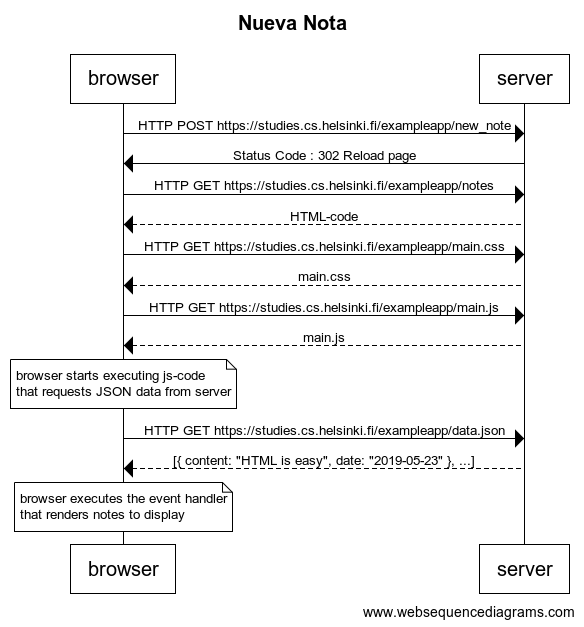 Nueva Nota
browser
server
HTTP POST https://studies.cs.helsinki.fi/exampleapp/new_note
Status Code : 302 Reload page
HTTP GET https://studies.cs.helsinki.fi/exampleapp/notes
HTML-code
HTTP GET https://studies.cs.helsinki.fi/exampleapp/main.css
main.css
HTTP GET https://studies.cs.helsinki.fi/exampleapp/main.js
main.js
browser starts executing js-code
that requests JSON data from server
HTTP GET https://studies.cs.helsinki.fi/exampleapp/data.json
[{ content: "HTML is easy", date: "2019-05-23" }, ...]
browser executes the event handler
that renders notes to display
browser
server
www.websequencediagrams.com